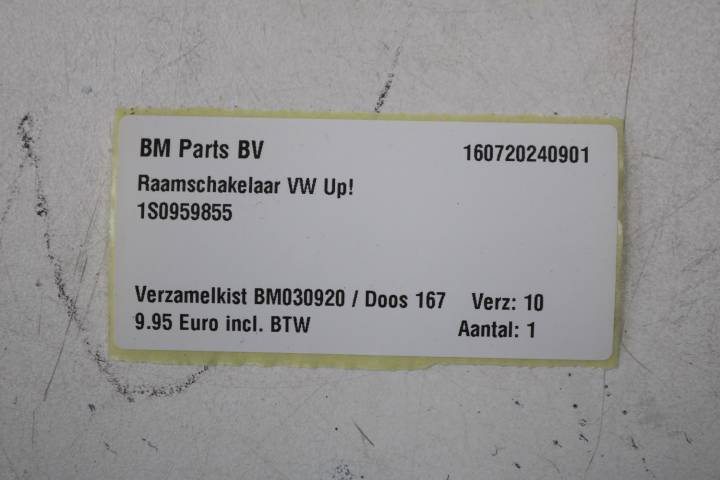 BM Parts BV 160720240901
Raamschakelaar VW Up!
1S0959855
Verzamelkist BM030920 / Doos 167 Verz: 10
9.95 Euro incl. BTW Aantal: 1